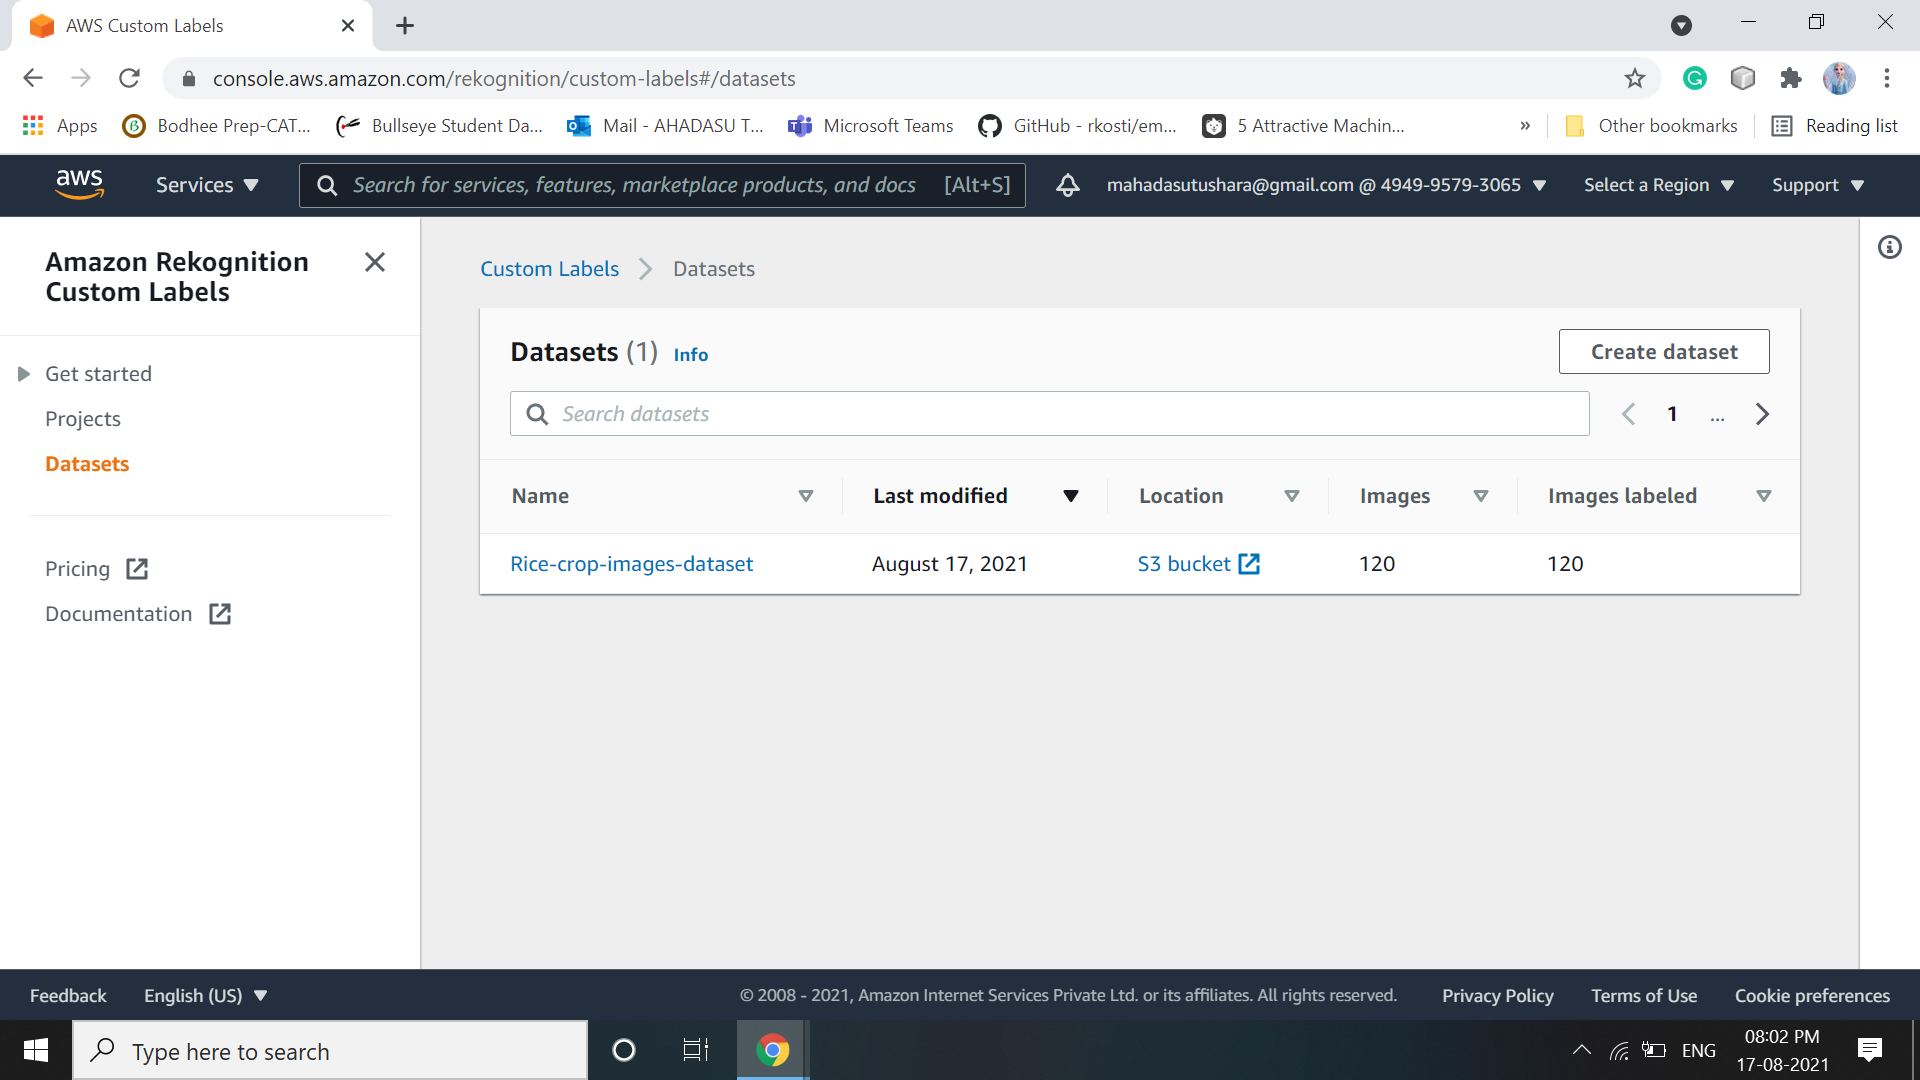 AWS Custom Labels
console.aws.amazon.com/rekognition/custom-labels#/datasets
Apps Bodhee Prep-CAT... Bullseye Student Da... Mail - AHADASU T... Microsoft Teams GitHub - rkosti/em... 5 Attractive Machin... » Other bookmarks Reading list
aws Services Search for services, features, marketplace products, and docs [Alt+S] mahadasutushara@gmail.com @ 4949-9579-3065 Select a Region Support
Amazon Rekognition
Custom Labels
Get started
Projects
Datasets
Pricing
Documentation
Custom Labels Datasets
Datasets (1) Info Create dataset
Search datasets 1 ...
Name Last modified Location Images Images labeled
Rice-crop-images-dataset August 17, 2021 S3 bucket 120 120
Feedback English (US) © 2008 - 2021, Amazon Internet Services Private Ltd. or its affiliates. All rights reserved. Privacy Policy Terms of Use Cookie preferences
Type here to search ENG 08:02 PM
17-08-2021